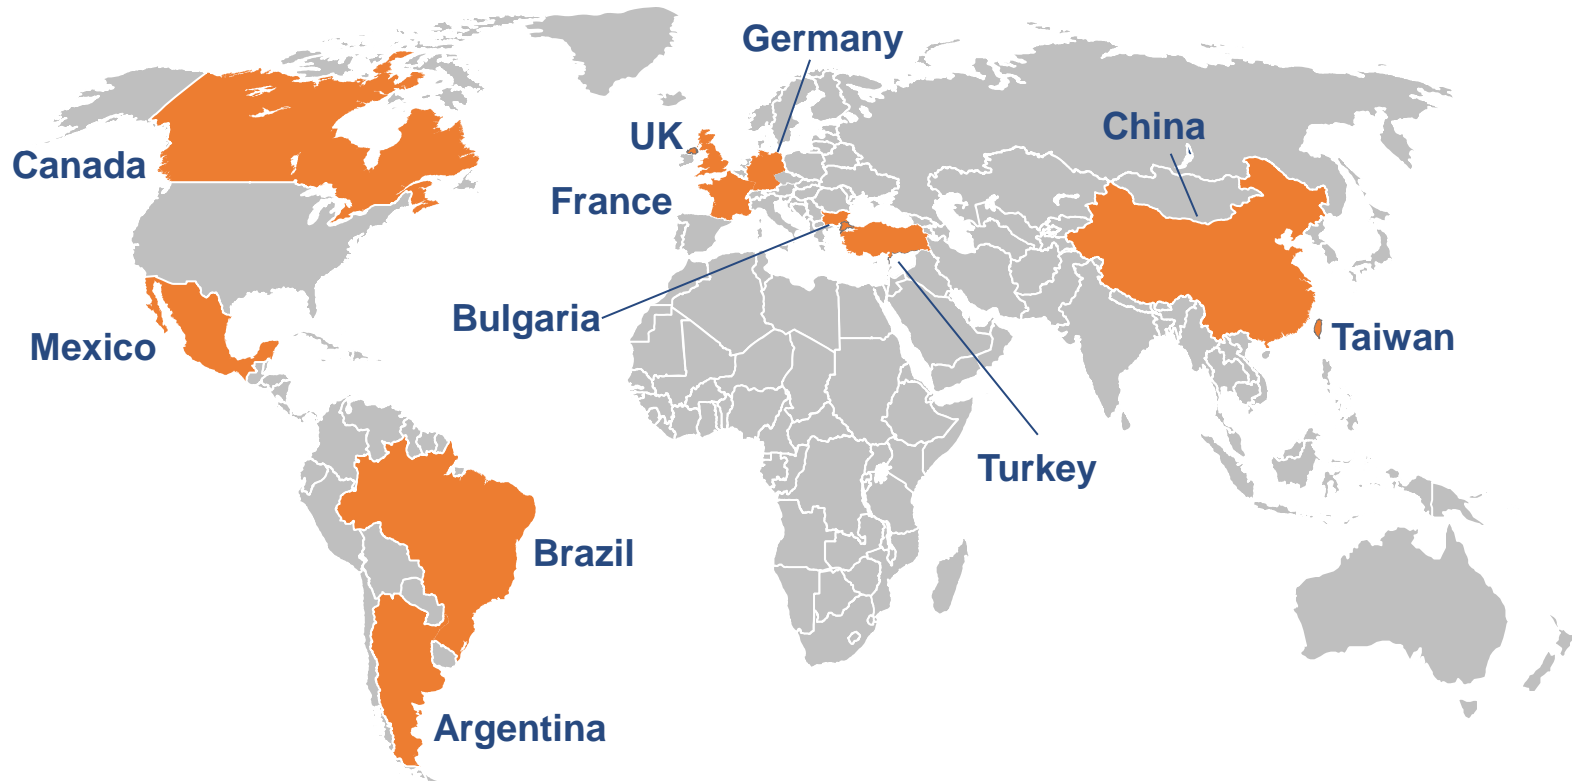 Germany
UK
China
Canada
France
Bulgaria
Mexico
Taiwan
Turkey
Brazil
Argentina